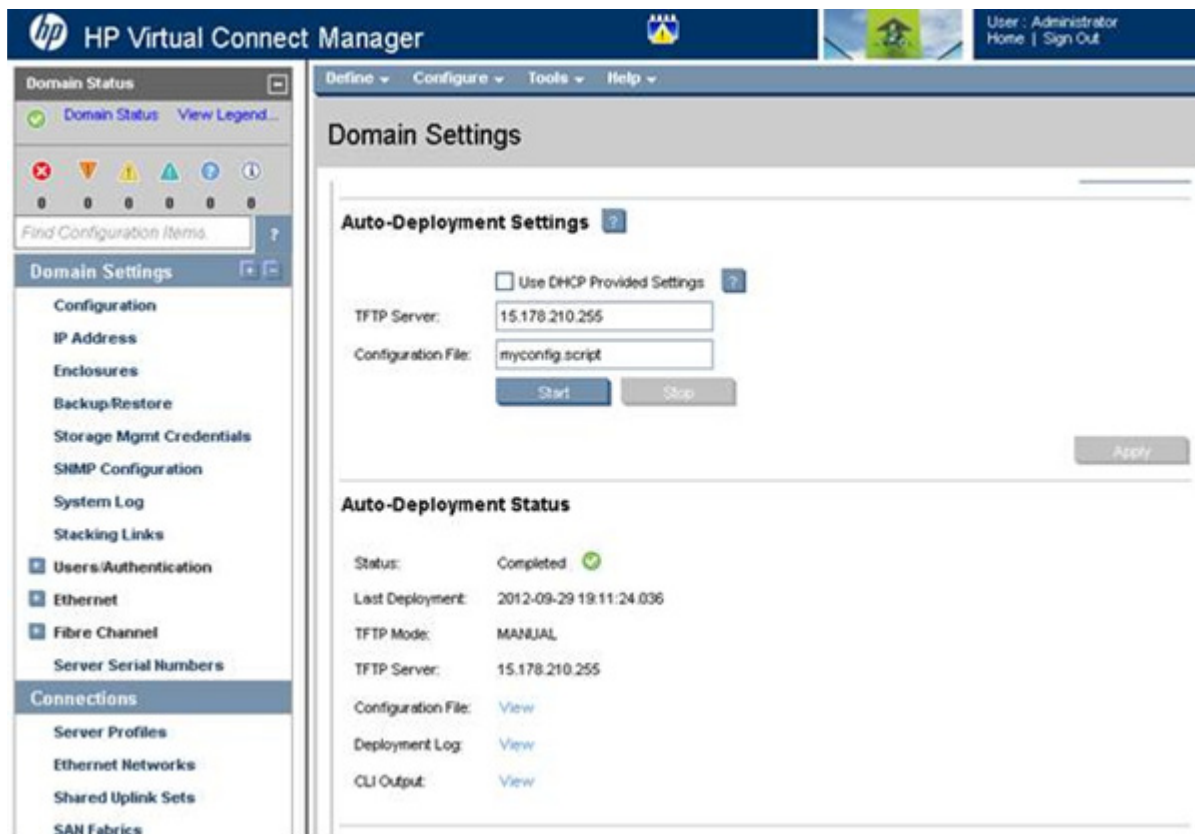 hp HP Virtual Connect Manager
User : Administrator
Home | Sign Out
Domain Status
Domain Status View Legend...
0 0 0 0 0 0
Find Configuration Items. ?
Domain Settings
Configuration
IP Address
Enclosures
Backup/Restore
Storage Mgmt Credentials
SNMP Configuration
System Log
Stacking Links
Users/Authentication
Ethernet
Fibre Channel
Server Serial Numbers
Connections
Server Profiles
Ethernet Networks
Shared Uplink Sets
SAN Fabrics
Define Configure Tools Help
Domain Settings
Auto-Deployment Settings ?
Use DHCP Provided Settings ?
TFTP Server: 15.178.210.255
Configuration File: myconfig.script
Start Stop
Apply
Auto-Deployment Status
Status: Completed
Last Deployment: 2012-09-29 19:11:24.036
TFTP Mode: MANUAL
TFTP Server: 15.178.210.255
Configuration File: View
Deployment Log: View
CLI Output: View